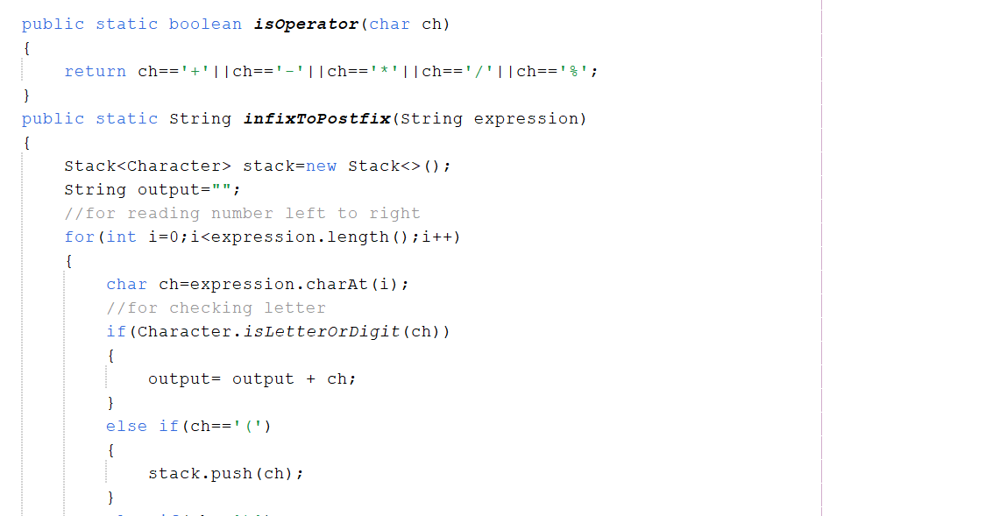 public static boolean isOperator(char ch)
{
return ch=='+'||ch=='-'||ch=='*'||ch=='/'||ch=='%';
}
public static String infixToPostfix(String expression)
{
Stack<Character> stack=new Stack<>();
String output="";
//for reading number left to right
for(int i=0;i<expression.length();i++)
{
char ch=expression.charAt(i);
//for checking letter
if(Character.isLetterOrDigit(ch))
{
output= output + ch;
}
else if(ch=='(')
{
stack.push(ch);
}